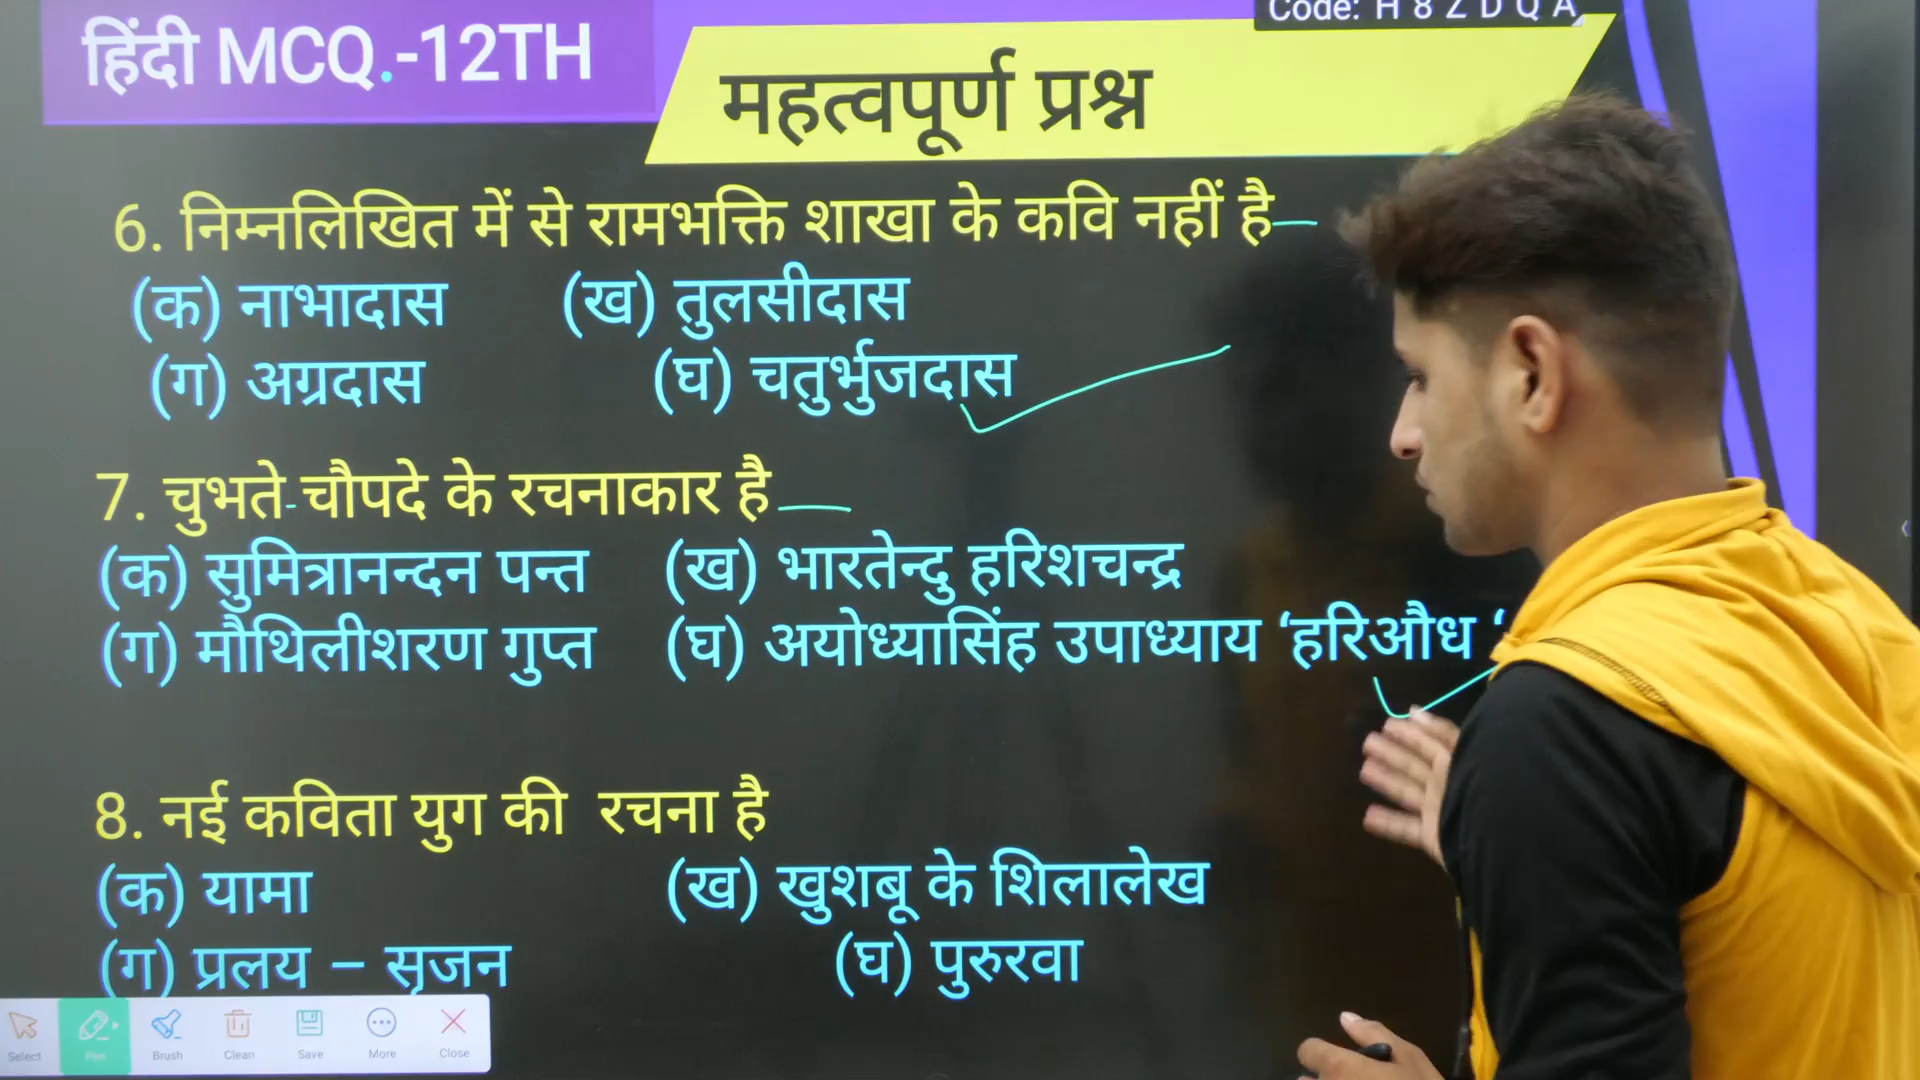 Code: H 8 Z D Q A
हिंदी MCQ.-12TH
महत्वपूर्ण प्रश्न
6. निम्नलिखित में से रामभक्ति शाखा के कवि नहीं है
(क) नाभादास (ख) तुलसीदास
(ग) अग्रदास (घ) चतुर्भुजदास
7. चुभते चौपदे के रचनाकार है
(क) सुमित्रानन्दन पन्त (ख) भारतेन्दु हरिशचन्द्र
(ग) मौथिलीशरण गुप्त (घ) अयोध्यासिंह उपाध्याय ‘हरिऔध ‘
8. नई कविता युग की रचना है
(क) यामा (ख) खुशबू के शिलालेख
(ग) प्रलय – सृजन (घ) पुरुरवा
Select Pen Brush Clean Save More Close